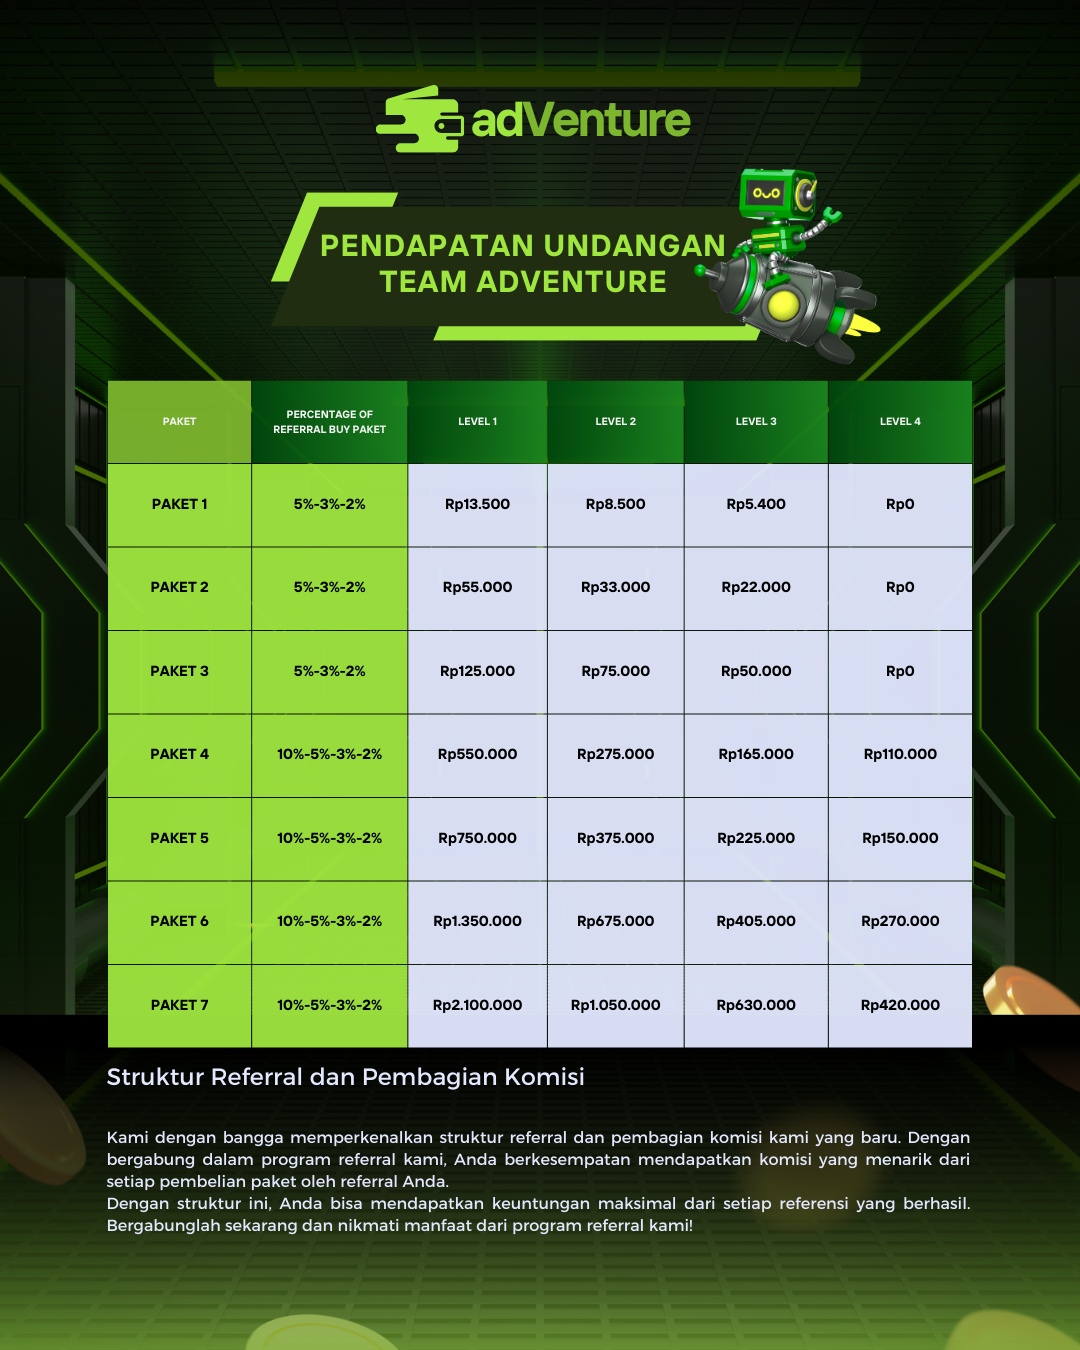 adVenture
PENDAPATAN UNDANGAN
TEAM ADVENTURE
PAKET PERCENTAGE OF REFERRAL BUY PAKET LEVEL 1 LEVEL 2 LEVEL 3 LEVEL 4
PAKET 1 5%-3%-2% Rp13.500 Rp8.500 Rp5.400 Rp0
PAKET 2 5%-3%-2% Rp55.000 Rp33.000 Rp22.000 Rp0
PAKET 3 5%-3%-2% Rp125.000 Rp75.000 Rp50.000 Rp0
PAKET 4 10%-5%-3%-2% Rp550.000 Rp275.000 Rp165.000 Rp110.000
PAKET 5 10%-5%-3%-2% Rp750.000 Rp375.000 Rp225.000 Rp150.000
PAKET 6 10%-5%-3%-2% Rp1.350.000 Rp675.000 Rp405.000 Rp270.000
PAKET 7 10%-5%-3%-2% Rp2.100.000 Rp1.050.000 Rp630.000 Rp420.000
Struktur Referral dan Pembagian Komisi
Kami dengan bangga memperkenalkan struktur referral dan pembagian komisi kami yang baru. Dengan
bergabung dalam program referral kami, Anda berkesempatan mendapatkan komisi yang menarik dari
setiap pembelian paket oleh referral Anda.
Dengan struktur ini, Anda bisa mendapatkan keuntungan maksimal dari setiap referensi yang berhasil.
Bergabunglah sekarang dan nikmati manfaat dari program referral kami!